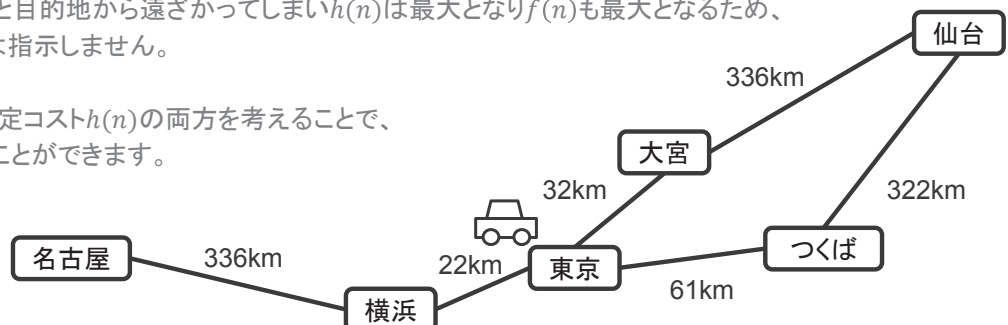 と目的地から遠ざかってしまいh(n)は最大となりf(n)も最大となるため、
指示しません。
定コストh(n)の両方を考えることで、
ことができます。
仙台
336km
大宮
32km
322km
つくば
名古屋
336km
22km
東京
61km
横浜